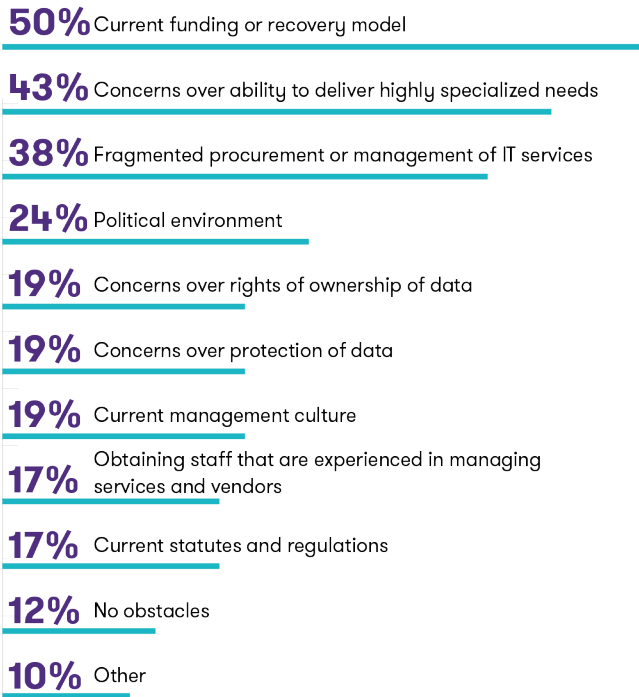 50% Current funding or recovery model
43% Concerns over ability to deliver highly specialized needs
38% Fragmented procurement or management of IT services
24% Political environment
19% Concerns over rights of ownership of data
19% Concerns over protection of data
19% Current management culture
Obtaining staff that are experienced in managing
17% services and vendors
17% Current statutes and regulations
12% No obstacles
10% Other